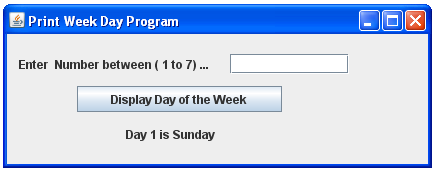 Print Week Day Program
Enter Number between ( 1 to 7) ...
Display Day of the Week
Day 1 is Sunday